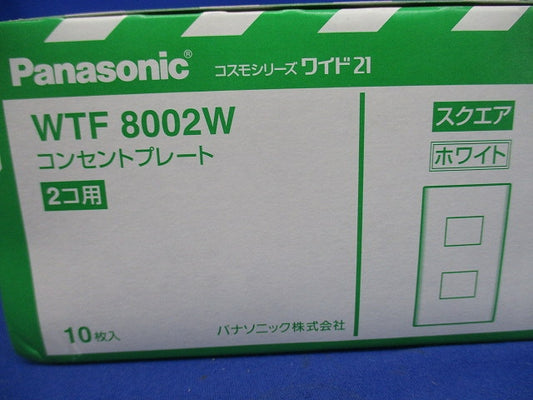 Panasonic® コスモシリーズ ワイド21
WTF 8002W
コンセントプレート
2コ用
スクエア
ホワイト
10枚入
パナソニック株式会社